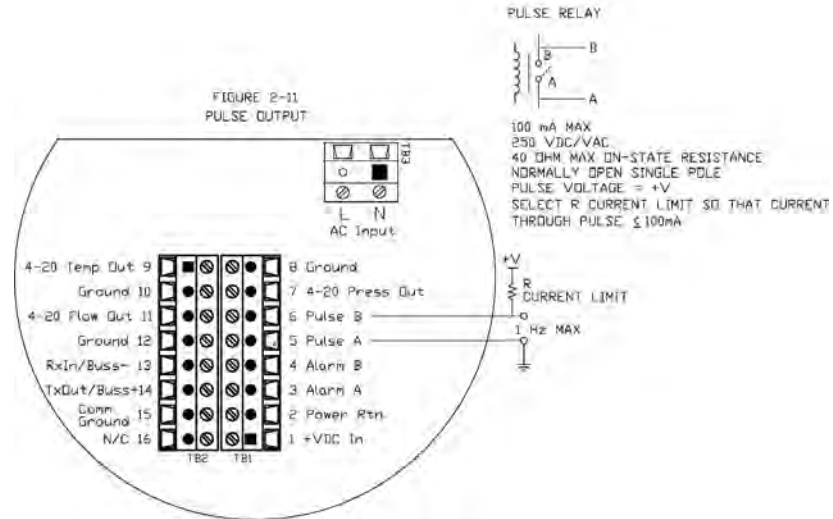 PULSE RELAY
B
B
A
A
100 mA MAX
250 VDC/VAC
40 OHM MAX ON-STATE RESISTANCE
NORMALLY OPEN SINGLE POLE
PULSE VOLTAGE = +V
SELECT R CURRENT LIMIT SO THAT CURRENT
THROUGH PULSE ≤100mA
FIGURE 2-11
PULSE OUTPUT
TB3
L N
AC Input
4-20 Temp Out 9
Ground 10
4-20 Flow Out 11
Ground 12
RxIn/Buss- 13
TxOut/Buss+14
Comm
Ground 15
N/C 16
8 Ground
7 4-20 Press Out
6 Pulse B
5 Pulse A
4 Alarm B
3 Alarm A
2 Power Rtn
1 +VDC In
TB2 TB1
+V
R
CURRENT LIMIT
1 Hz MAX